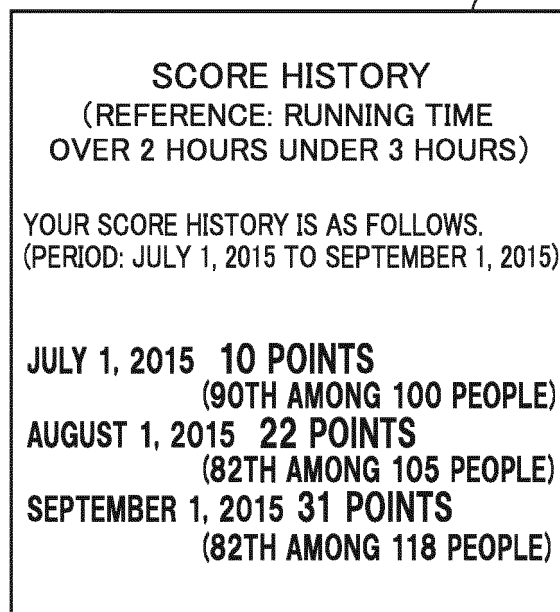 SCORE HISTORY
(REFERENCE: RUNNING TIME
OVER 2 HOURS UNDER 3 HOURS)
YOUR SCORE HISTORY IS AS FOLLOWS.
(PERIOD: JULY 1, 2015 TO SEPTEMBER 1, 2015)
JULY 1, 2015 10 POINTS
(90TH AMONG 100 PEOPLE)
AUGUST 1, 2015 22 POINTS
(82TH AMONG 105 PEOPLE)
SEPTEMBER 1, 2015 31 POINTS
(82TH AMONG 118 PEOPLE)